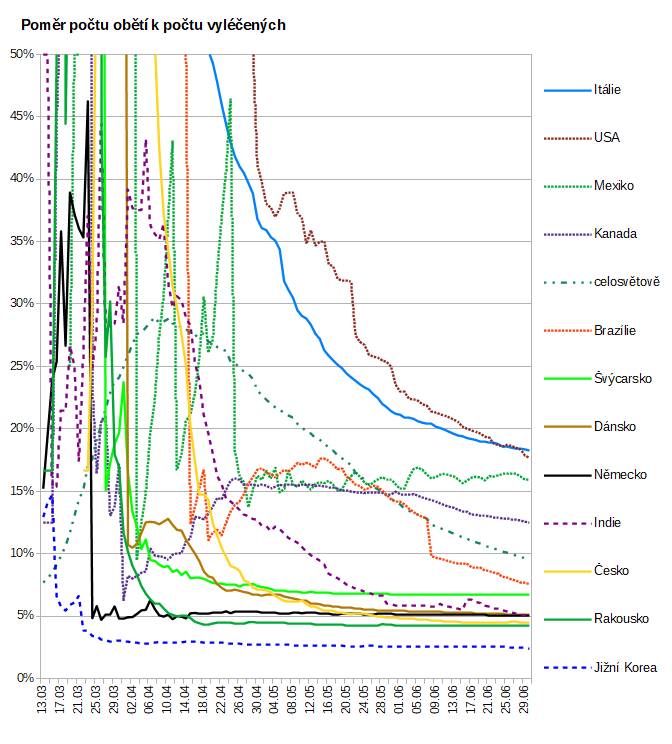 Poměr počtu obětí k počtu vyléčených
50%
45%
40%
35%
30%
25%
20%
15%
10%
5%
0%
13.03
17.03
21.03
25.03
29.03
02.04
06.04
10.04
14.04
18.04
22.04
26.04
30.04
04.05
08.05
12.05
16.05
20.05
24.05
28.05
01.06
05.06
09.06
13.06
17.06
21.06
25.06
29.06
Itálie
USA
Mexiko
Kanada
celosvětově
Brazílie
Švýcarsko
Dánsko
Německo
Indie
Česko
Rakousko
Jižní Korea